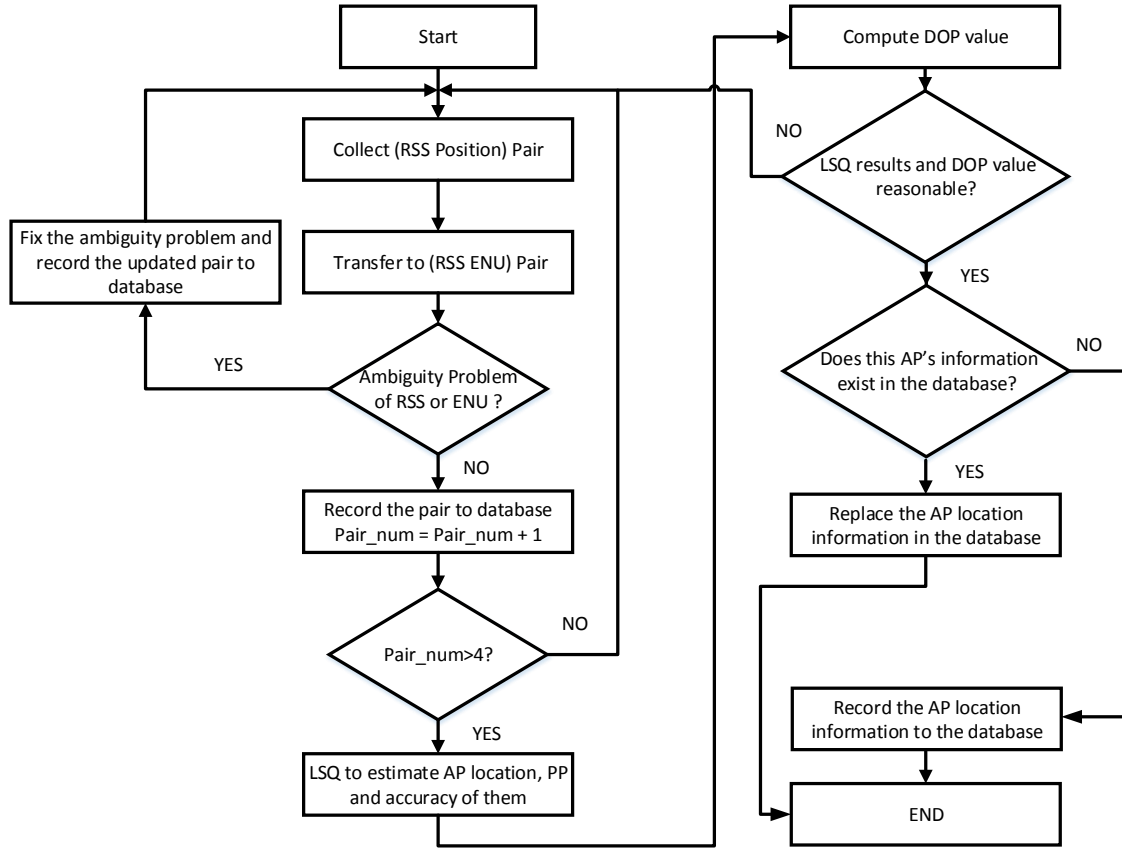 Start
Collect (RSS Position) Pair
Transfer to (RSS ENU) Pair
Fix the ambiguity problem and
record the updated pair to
database
YES
Ambiguity Problem
of RSS or ENU ?
NO
Record the pair to database
Pair_num = Pair_num + 1
NO
Pair_num>4?
YES
LSQ to estimate AP location, PP
and accuracy of them
Compute DOP value
NO
LSQ results and DOP value
reasonable?
YES
NO
Does this AP's information
exist in the database?
YES
Replace the AP location
information in the database
Record the AP location
information to the database
END